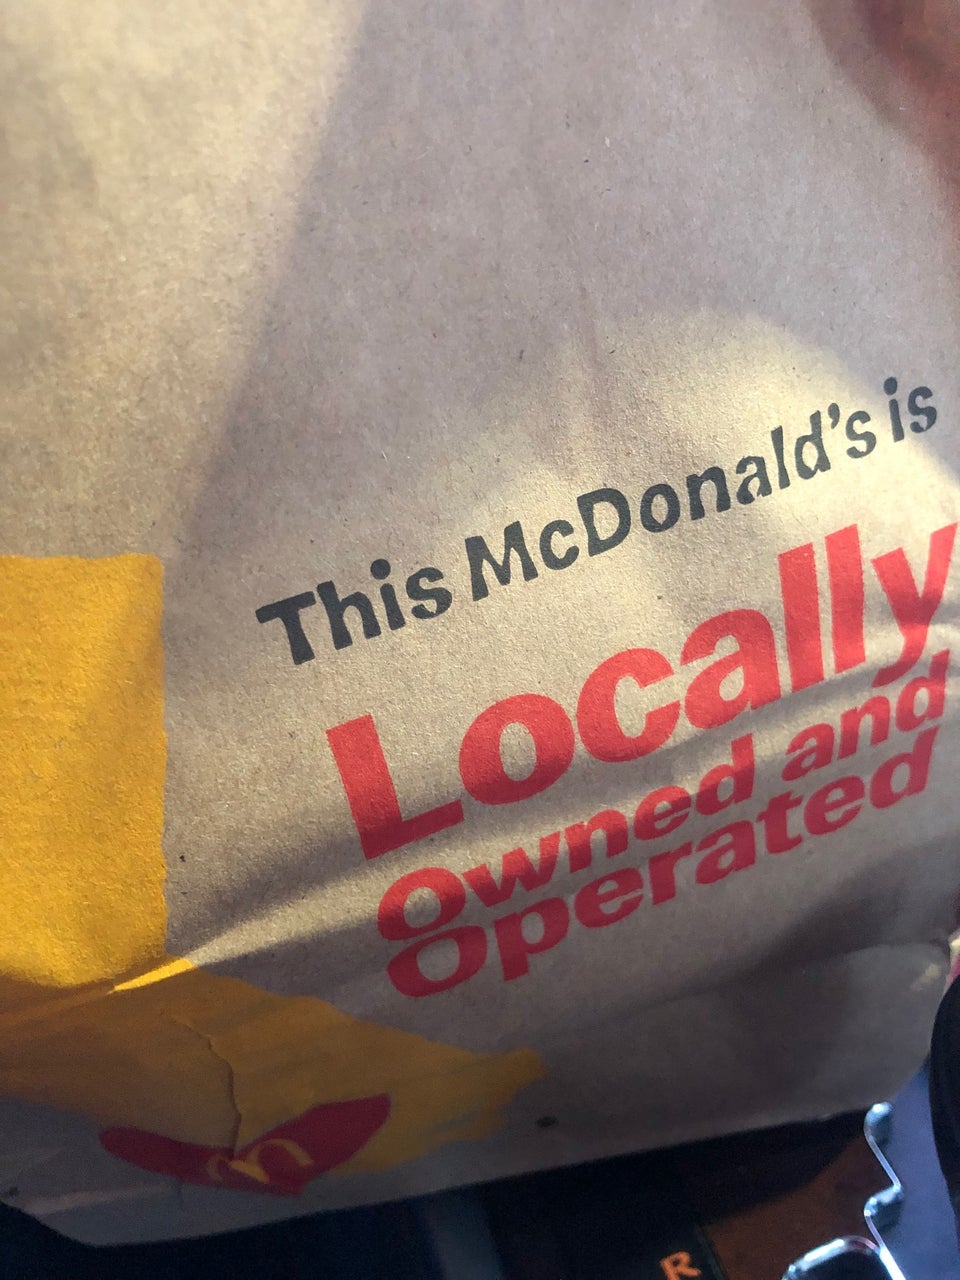 This McDonald's is
Locally
Owned and
Operated
R